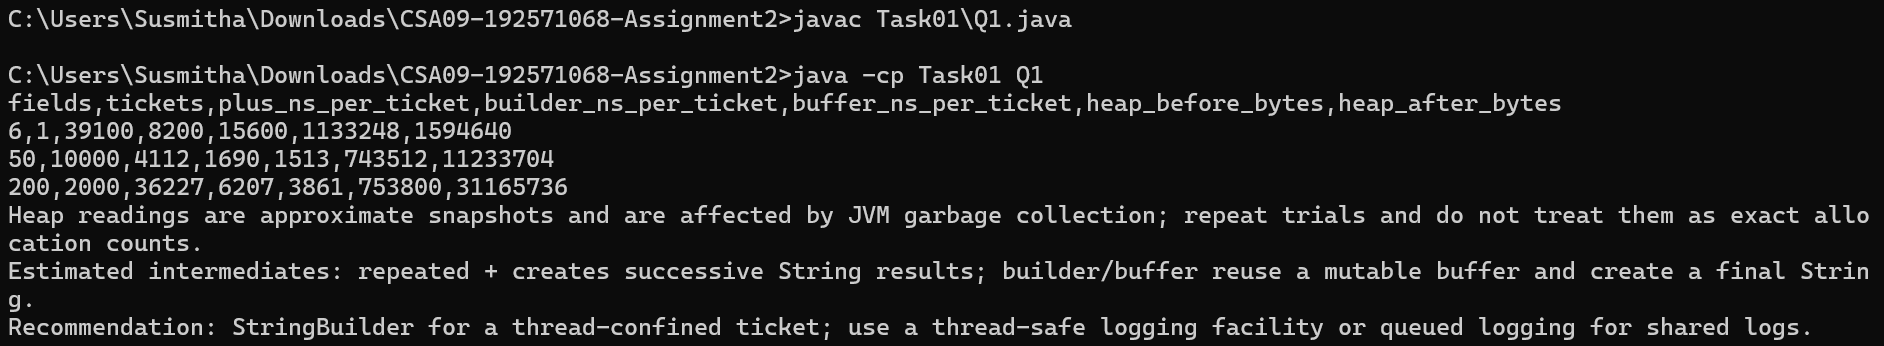 C:\Users\Susmitha\Downloads\CSA09-192571068-Assignment2>javac Task01\Q1.java
C:\Users\Susmitha\Downloads\CSA09-192571068-Assignment2>java -cp Task01 Q1
fields,tickets,plus_ns_per_ticket,builder_ns_per_ticket,buffer_ns_per_ticket,heap_before_bytes,heap_after_bytes
6,1,39100,8200,15600,1133248,1594640
50,10000,4112,1690,1513,743512,11233704
200,2000,36227,6207,3861,753800,31165736
Heap readings are approximate snapshots and are affected by JVM garbage collection; repeat trials and do not treat them as exact allo
cation counts.
Estimated intermediates: repeated + creates successive String results; builder/buffer reuse a mutable buffer and create a final Strin
g.
Recommendation: StringBuilder for a thread-confined ticket; use a thread-safe logging facility or queued logging for shared logs.